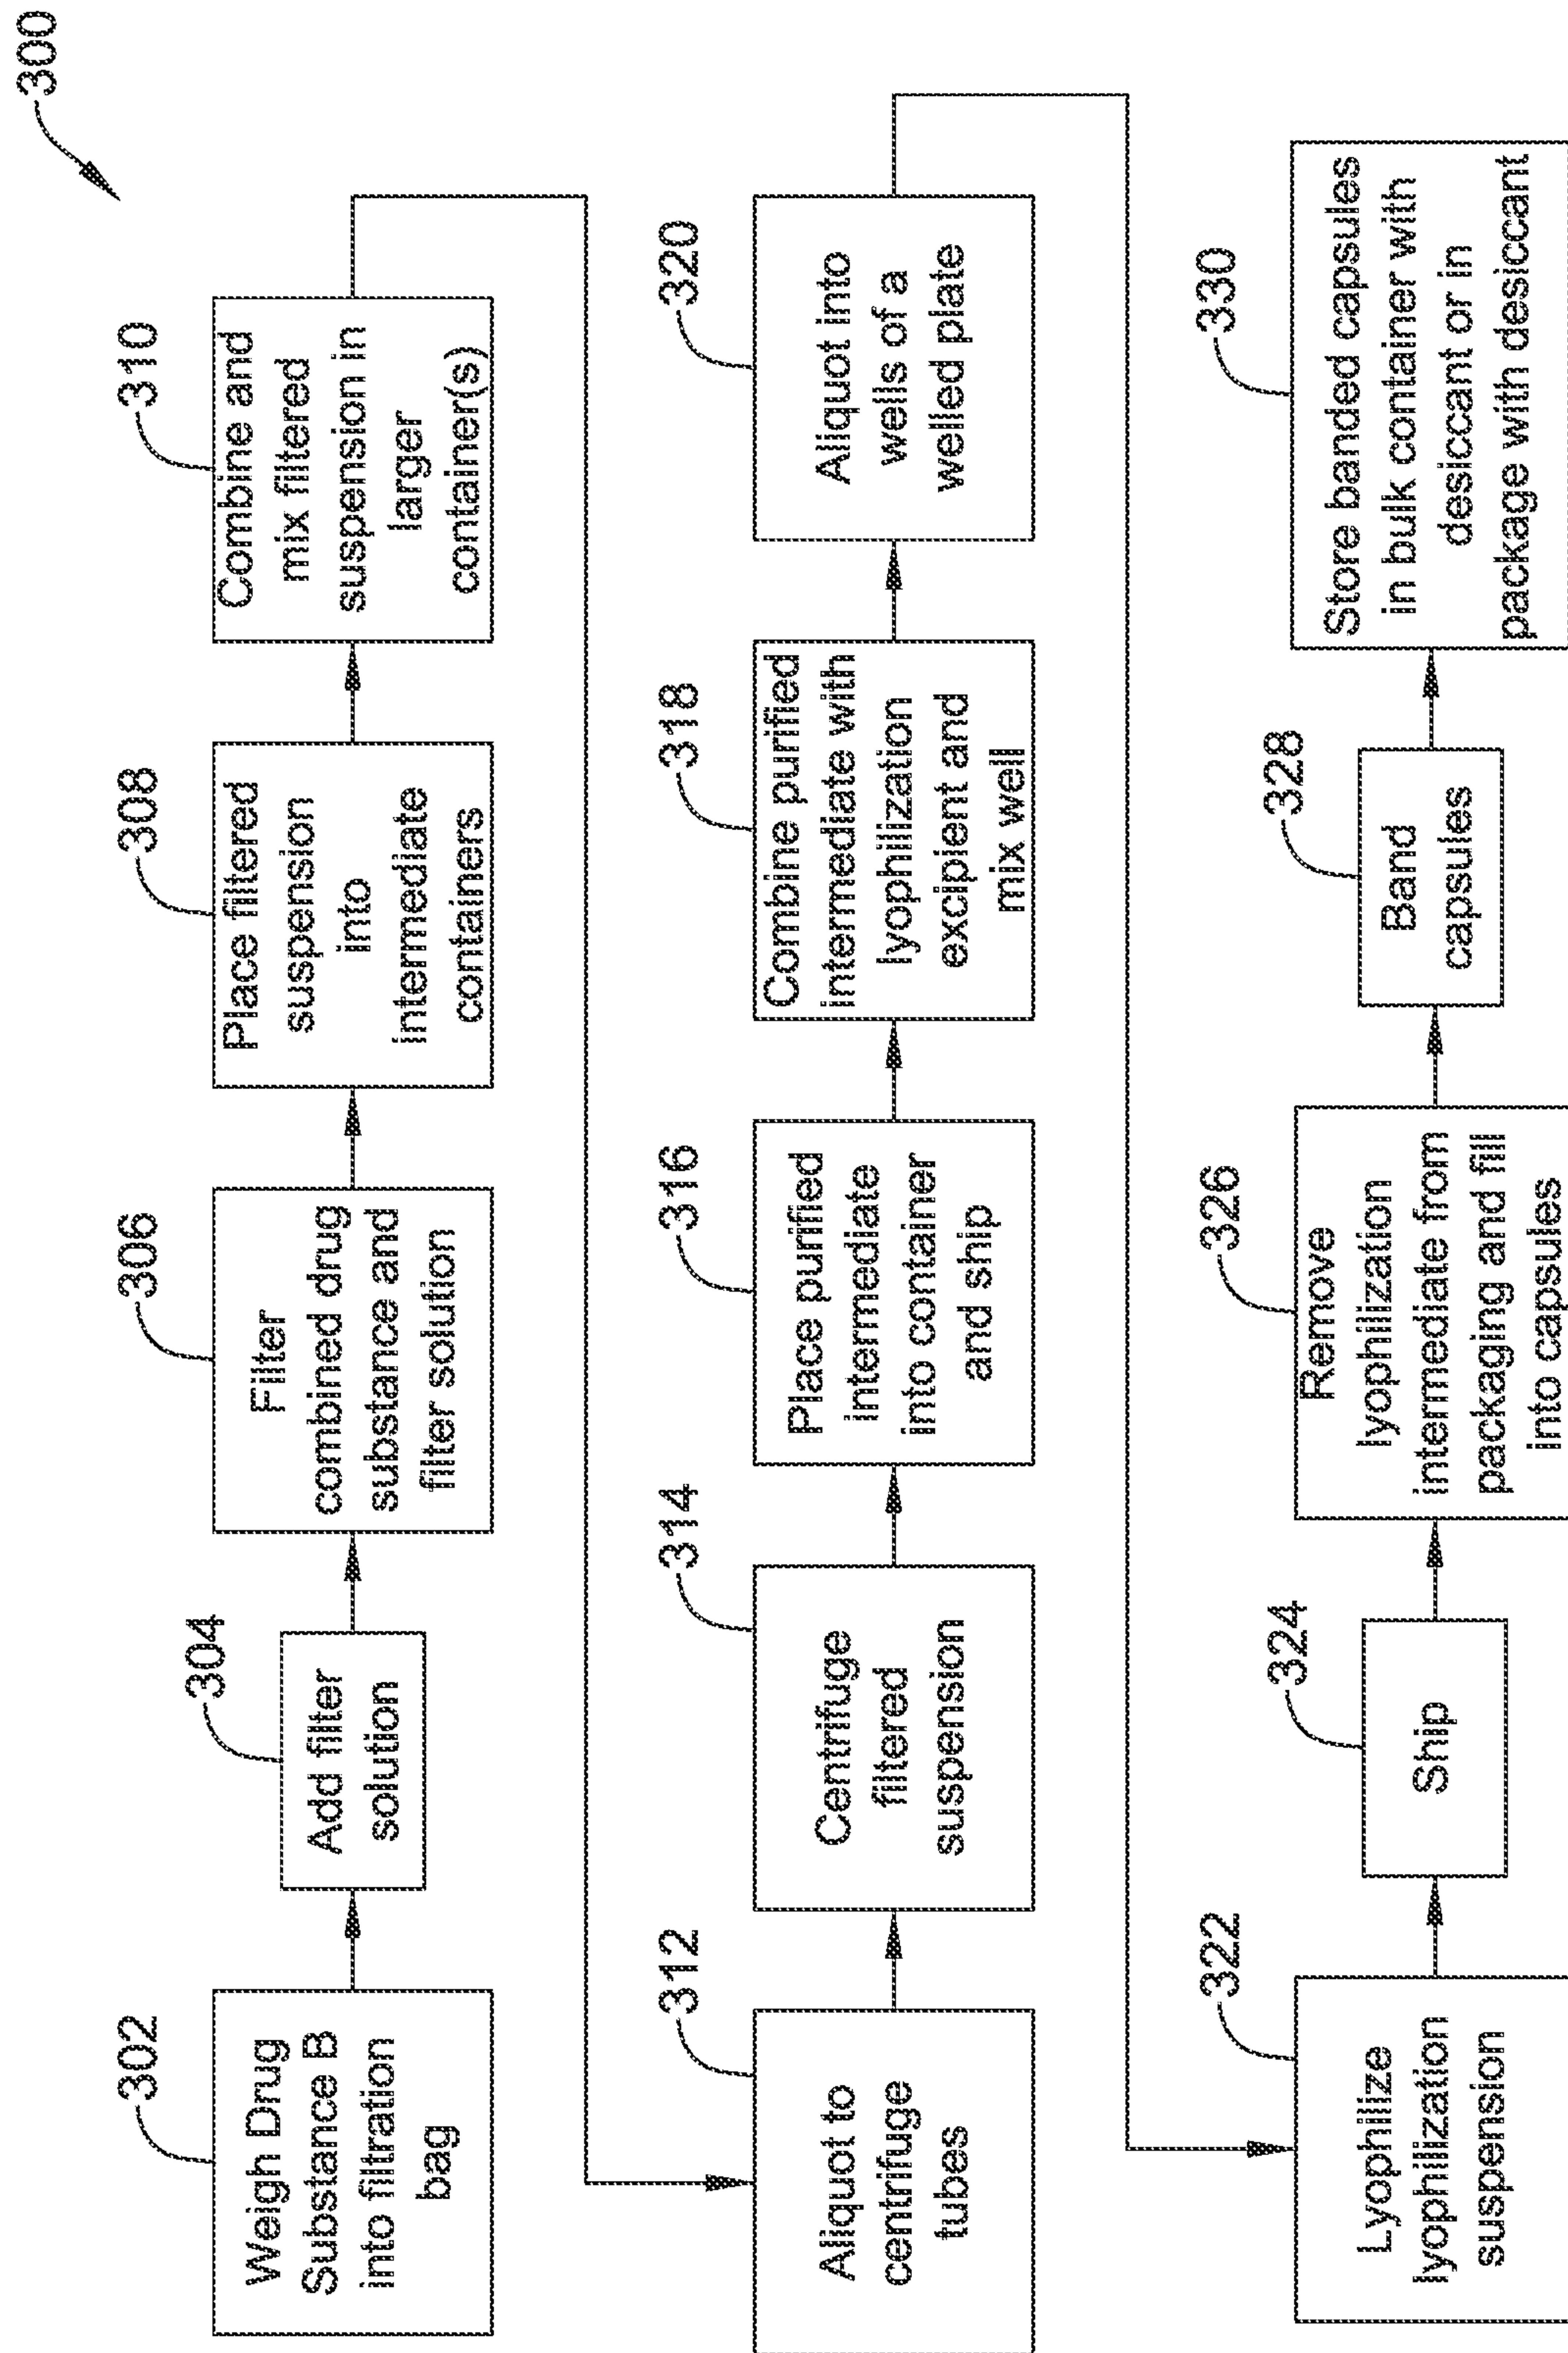 300
302
Weigh Drug
Substance B
into filtration
bag
304
Add filter
solution
306
Filter
combined drug
substance and
filter solution
308
Place filtered
suspension
into
intermediate
containers
310
Combine and
mix filtered
suspension in
larger
container(s)
312
Aliquot to
centrifuge
tubes
314
Centrifuge
filtered
suspension
316
Place purified
intermediate
into container
and ship
318
Combine purified
intermediate with
lyophilization
excipient and
mix well
320
Aliquot into
wells of a
welled plate
322
Lyophilize
lyophilization
suspension
324
Ship
326
Remove
lyophilization
intermediate from
packaging and fill
into capsules
328
Band
capsules
330
Store banded capsules
in bulk container with
desiccant or in
package with desiccant